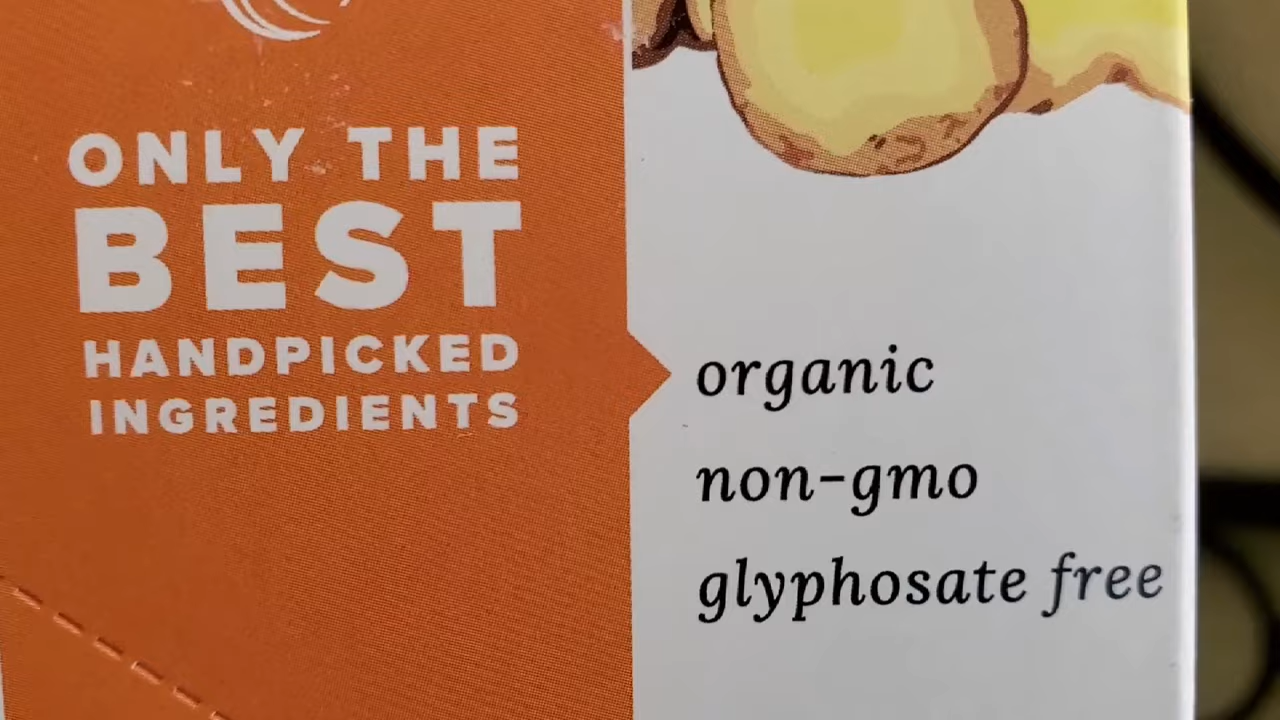 ONLY THE
BEST
HANDPICKED
INGREDIENTS
organic
non-gmo
glyphosate free